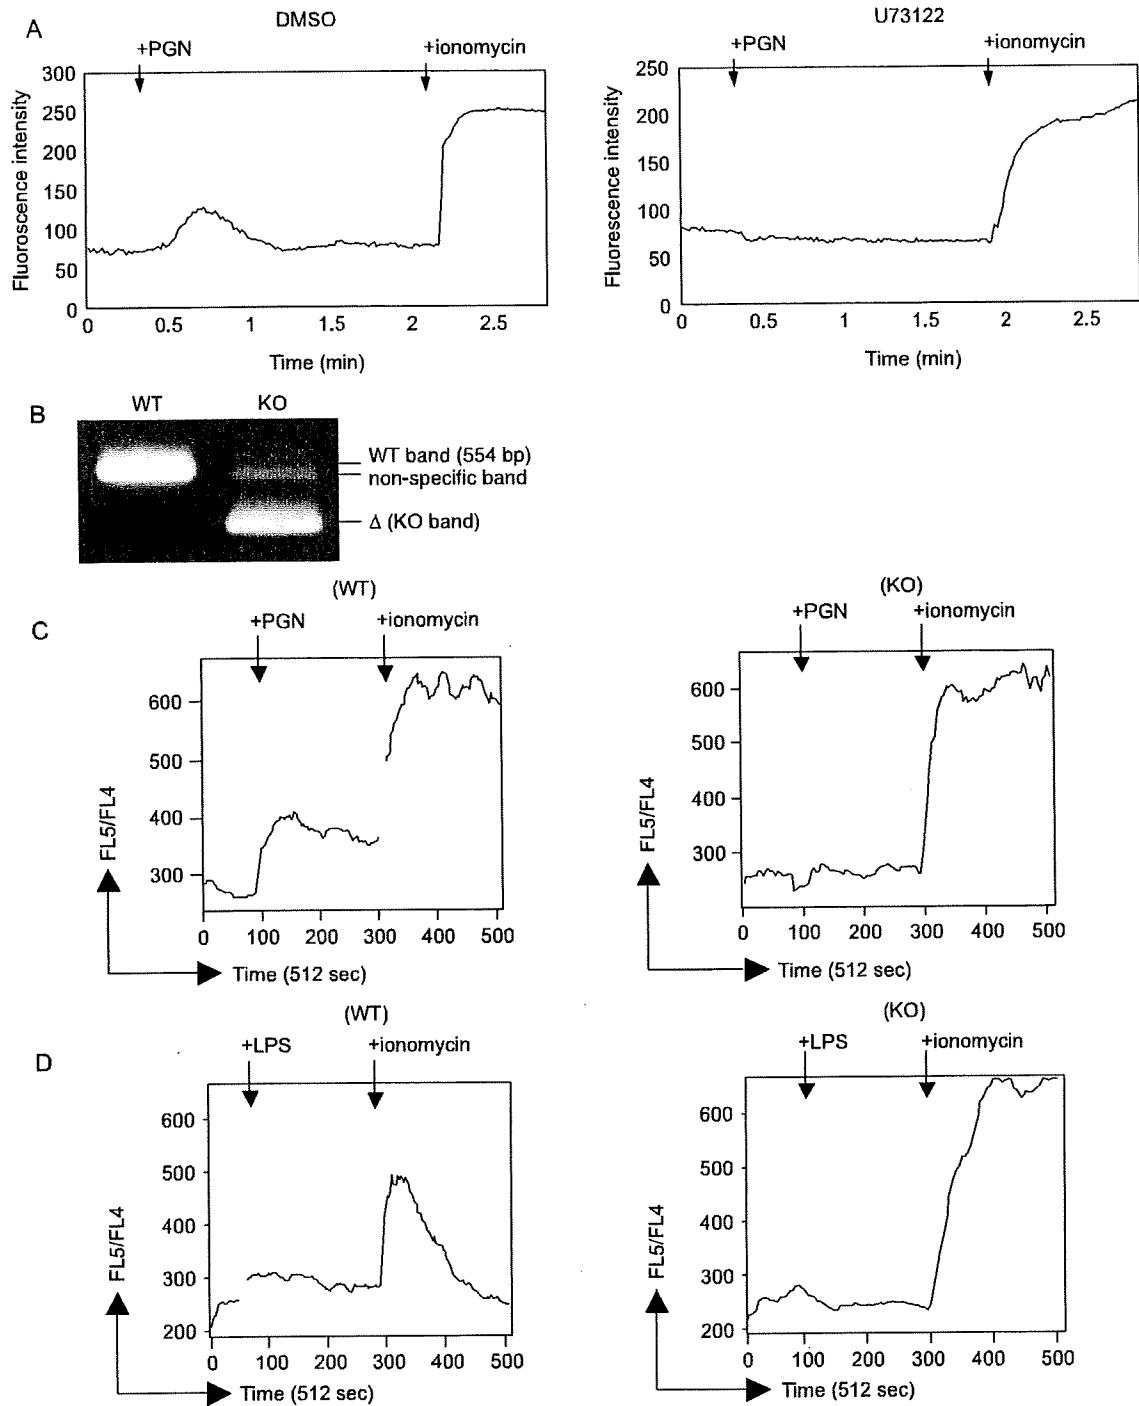 A
DMSO
+PGN
+ionomycin
300
250
200
150
100
50
0
Fluoroscence intensity
0 0.5 1 1.5 2 2.5
Time (min)
U73122
+PGN
+ionomycin
250
200
150
100
50
0
Fluorescence intensity
0 0.5 1 1.5 2 2.5
Time (min)
B
WT KO
WT band (554 bp)
non-specific band
Δ (KO band)
C
(WT)
+PGN
+ionomycin
600
500
400
300
FL5/FL4
0 100 200 300 400 500
Time (512 sec)
(KO)
+PGN
+ionomycin
600
500
400
300
FL5/FL4
0 100 200 300 400 500
Time (512 sec)
D
(WT)
+LPS
+ionomycin
600
500
400
300
200
FL5/FL4
0 100 200 300 400 500
Time (512 sec)
(KO)
+LPS
+ionomycin
600
500
400
300
200
FL5/FL4
0 100 200 300 400 500
Time (512 sec)